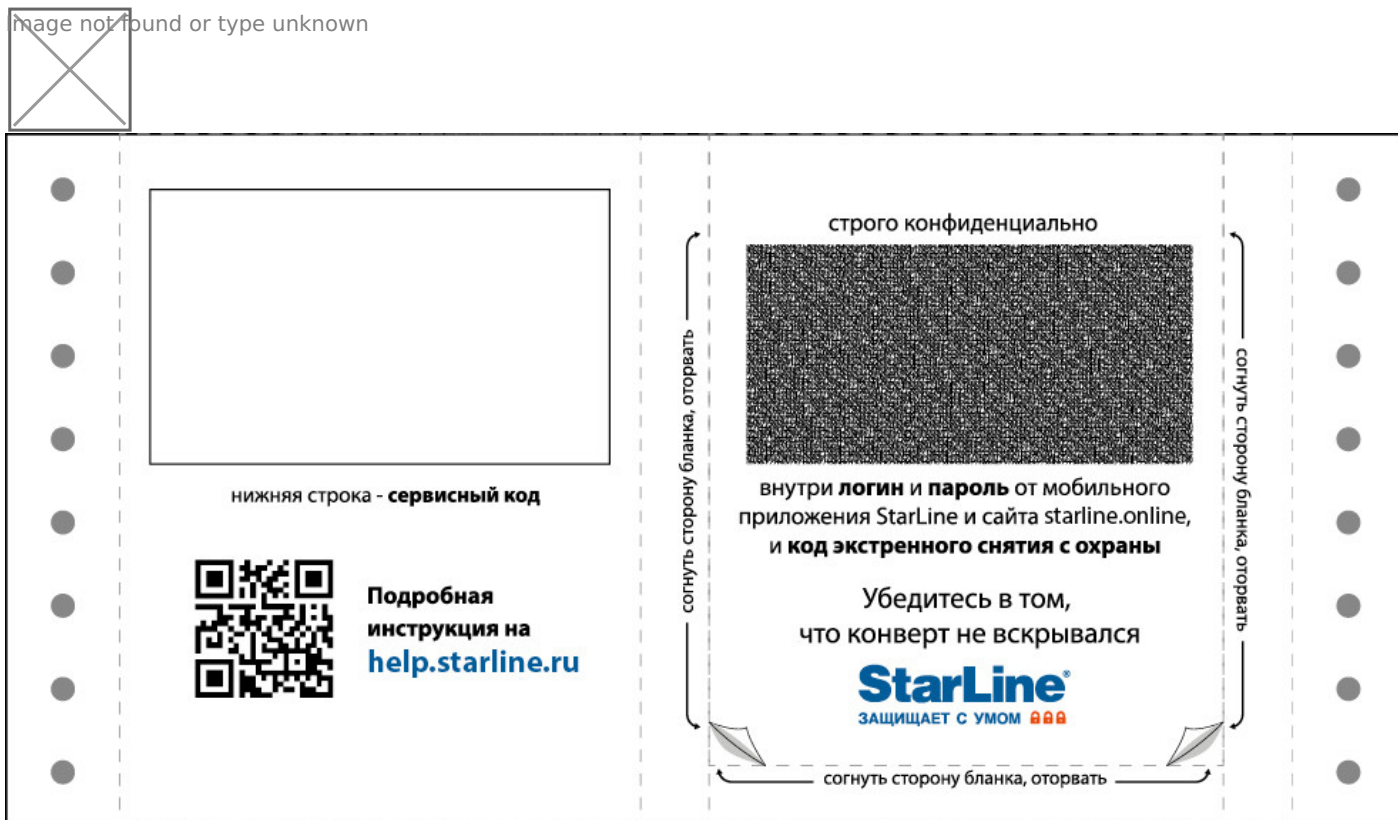 Image not found or type unknown
строго конфиденциально
нижняя строка - сервисный код
Подробная
инструкция на
help.starline.ru
согнуть сторону бланка, оторвать
внутри логин и пароль от мобильного
приложения StarLine и сайта starline.online,
и код экстренного снятия с охраны
Убедитесь в том,
что конверт не вскрывался
StarLine®
ЗАЩИЩАЕТ С УМОМ
согнуть сторону бланка, оторвать
согнуть сторону бланка, оторвать